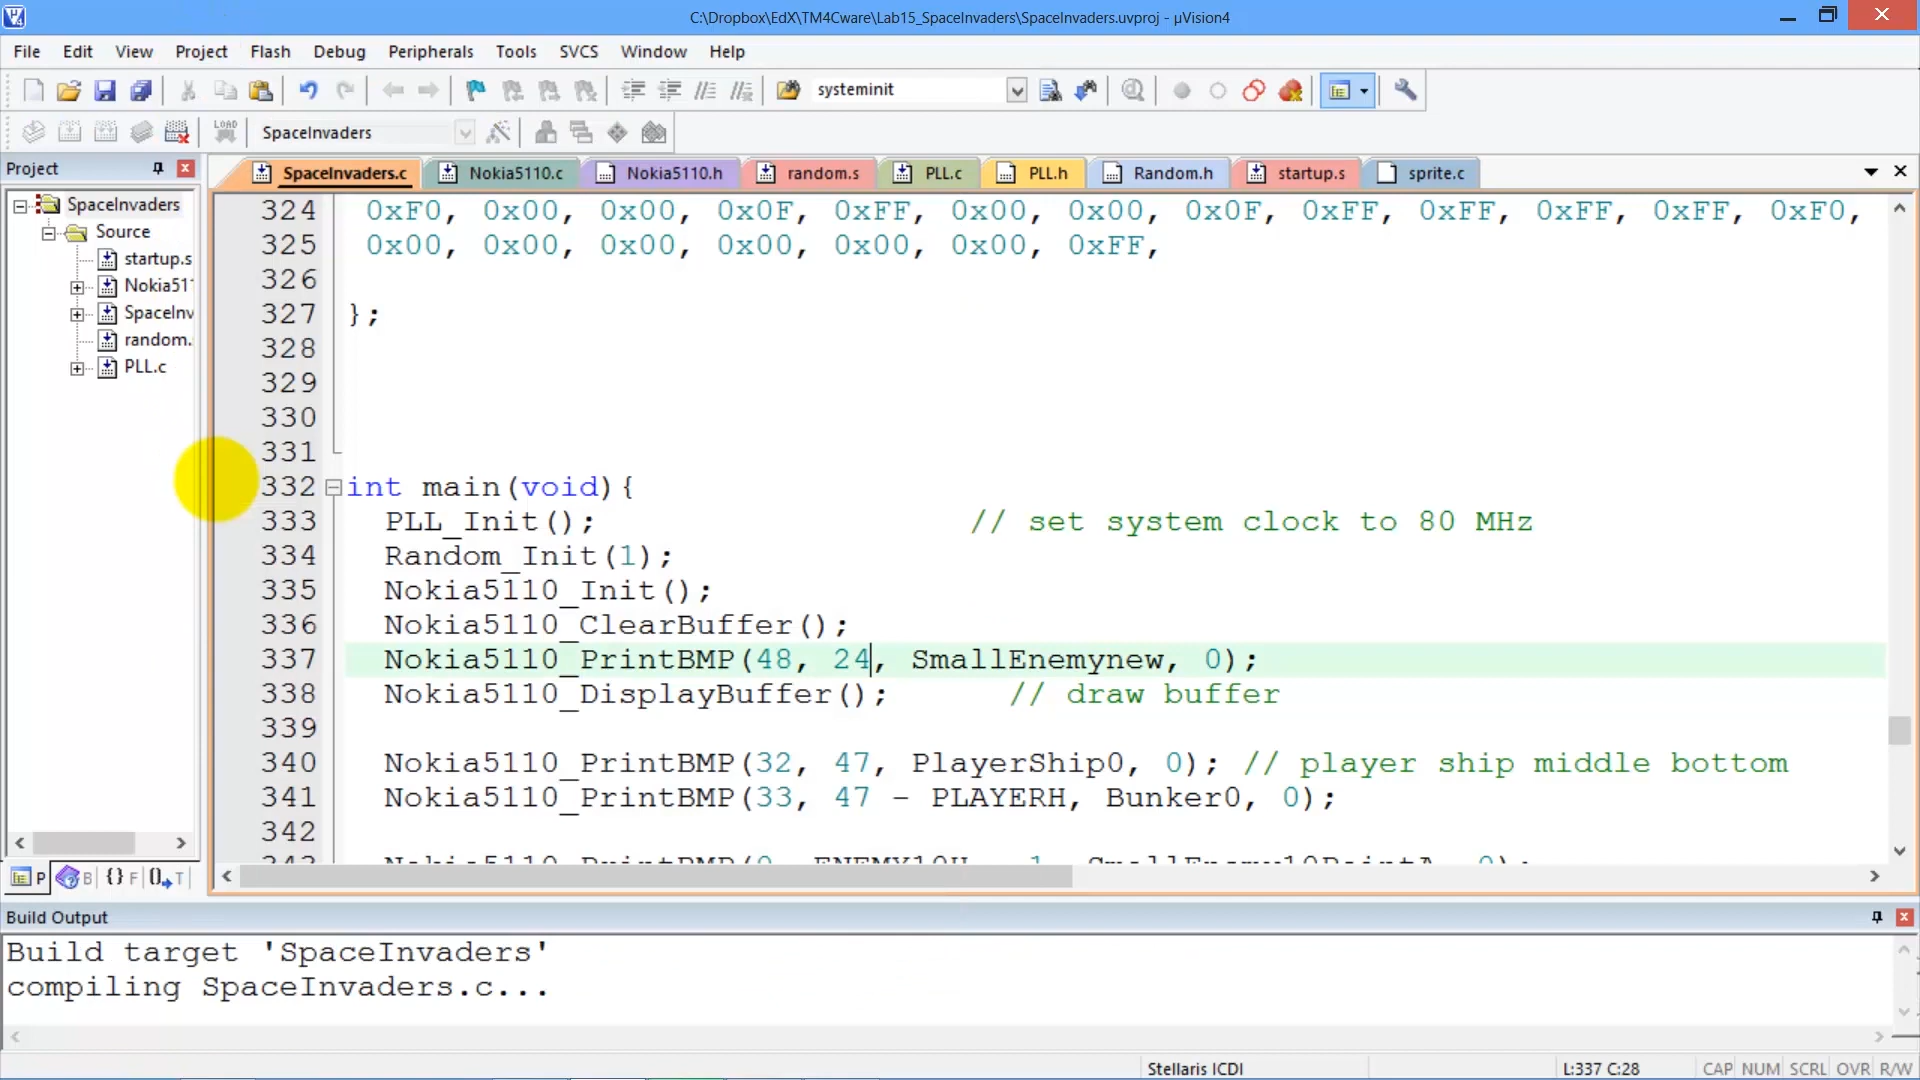 C:\Dropbox\EdX\TM4Cware\Lab15_SpaceInvaders\SpaceInvaders.uvproj - µVision4
File Edit View Project Flash Debug Peripherals Tools SVCS Window Help
systeminit
LOAD SpaceInvaders
Project
SpaceInvaders.c Nokia5110.c Nokia5110.h random.s PLL.c PLL.h Random.h startup.s sprite.c
SpaceInvaders
Source
startup.s
Nokia511
SpaceInv
random.
PLL.c
324 0xF0, 0x00, 0x00, 0x0F, 0xFF, 0x00, 0x00, 0x0F, 0xFF, 0xFF, 0xFF, 0xFF, 0xF0,
325 0x00, 0x00, 0x00, 0x00, 0x00, 0x00, 0xFF,
326
327 };
328
329
330
331
332 int main(void){
333 PLL_Init(); // set system clock to 80 MHz
334 Random_Init(1);
335 Nokia5110_Init();
336 Nokia5110_ClearBuffer();
337 Nokia5110_PrintBMP(48, 24, SmallEnemynew, 0);
338 Nokia5110_DisplayBuffer(); // draw buffer
339
340 Nokia5110_PrintBMP(32, 47, PlayerShip0, 0); // player ship middle bottom
341 Nokia5110_PrintBMP(33, 47 - PLAYERH, Bunker0, 0);
342
P B {} F T
Build Output
Build target 'SpaceInvaders'
compiling SpaceInvaders.c...
Stellaris ICDI L:337 C:28 CAP NUM SCRL OVR R/W